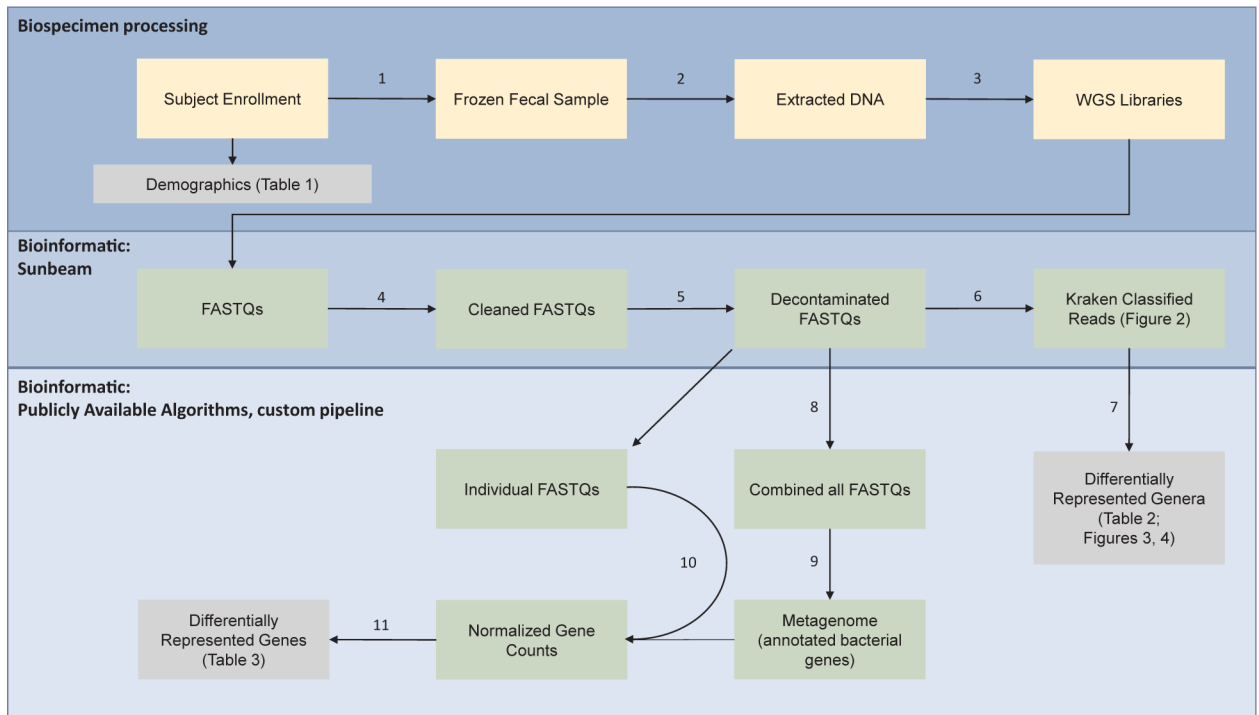 Biospecimen processing
1
2
3
Subject Enrollment
Frozen Fecal Sample
Extracted DNA
WGS Libraries
Demographics (Table 1)
Bioinformatic:
Sunbeam
FASTQs
4
Cleaned FASTQs
5
Decontaminated
FASTQs
6
Kraken Classified
Reads (Figure 2)
Bioinformatic:
Publicly Available Algorithms, custom pipeline
8
7
Individual FASTQs
Combined all FASTQs
Differentially
Represented Genera
(Table 2;
Figures 3, 4)
10
9
Differentially
Represented Genes
(Table 3)
11
Normalized Gene
Counts
Metagenome
(annotated bacterial
genes)